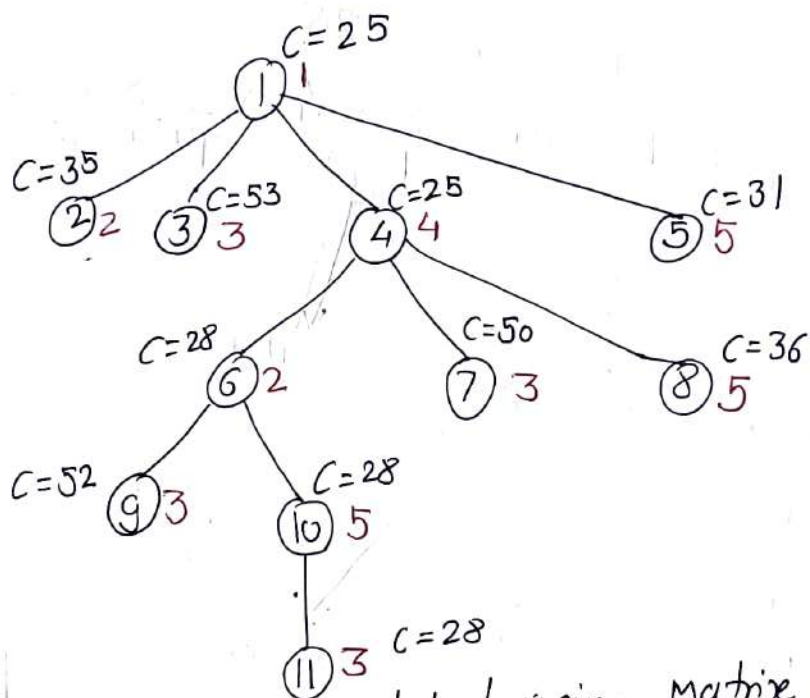 C=25
1 1
C=35 C=53 C=25 C=31
2 2 3 3 4 4 5 5
C=28 C=50 C=36
6 2 7 3 8 5
C=52 C=28
9 3 10 5
11 3 C=28
Matrix